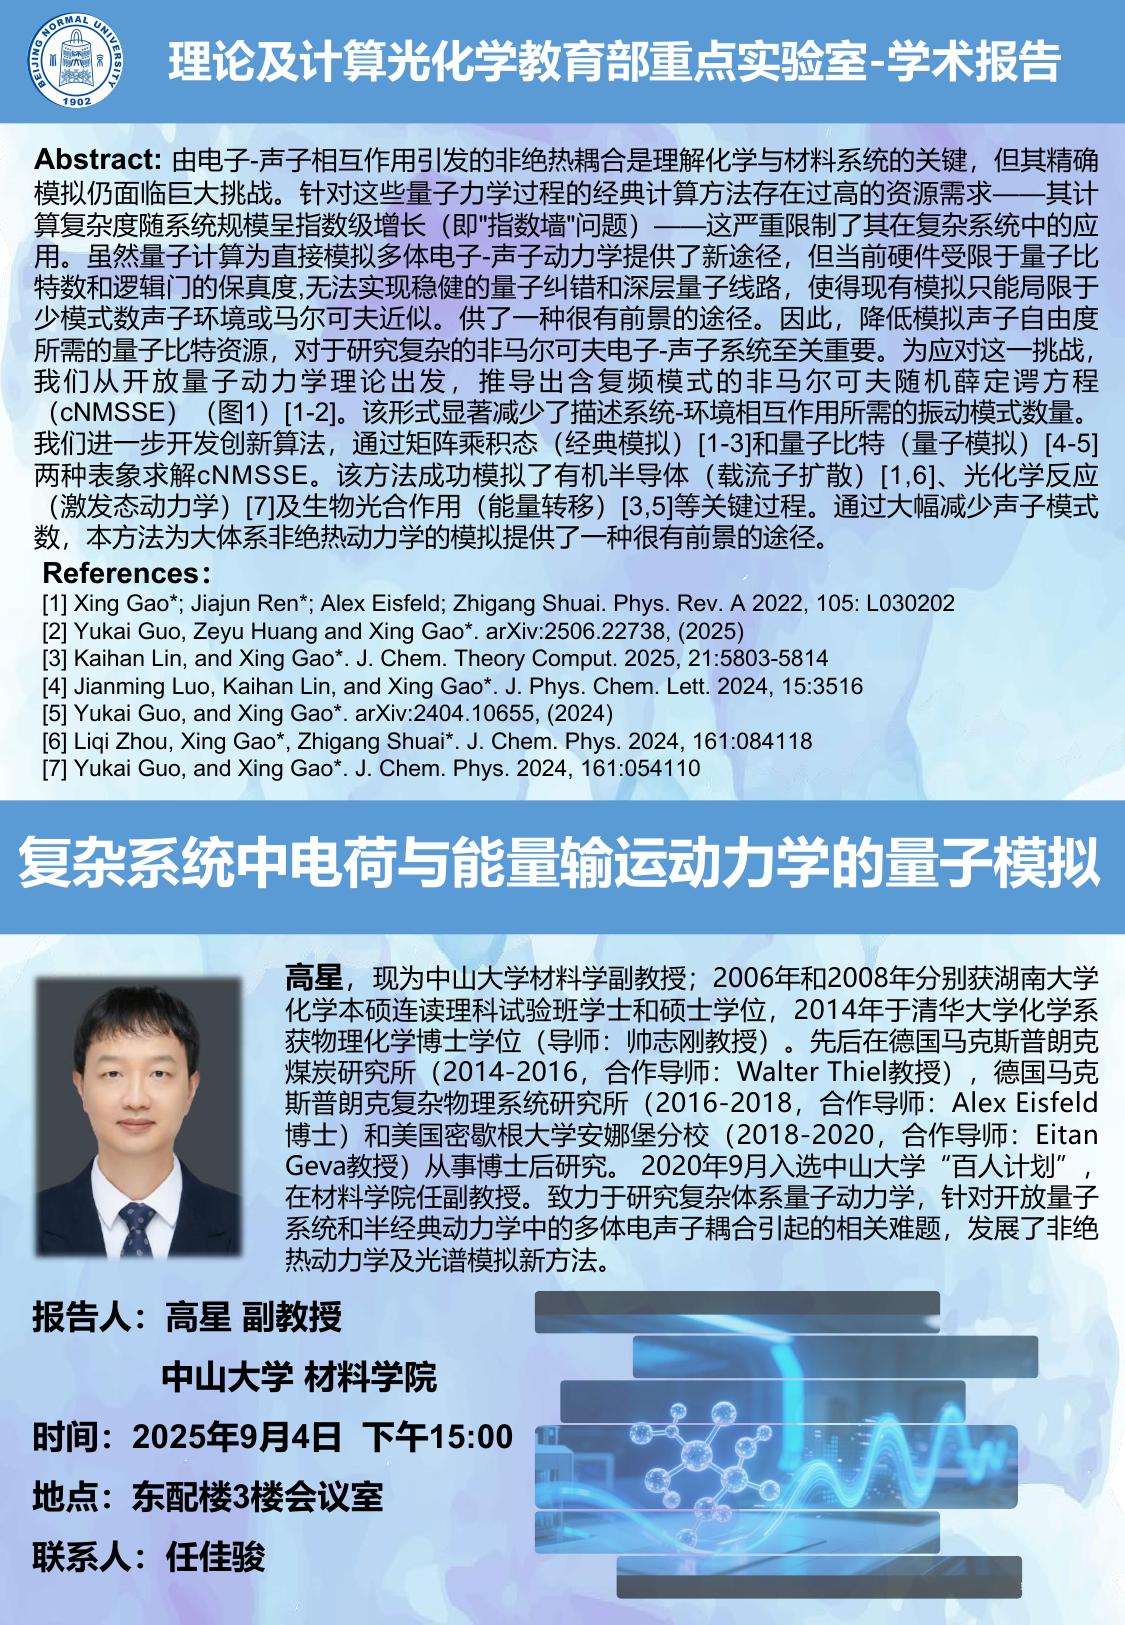 BEIJING NORMAL UNIVERSITY
1902
理论及计算光化学教育部重点实验室-学术报告
Abstract: 由电子-声子相互作用引发的非绝热耦合是理解化学与材料系统的关键，但其精确
模拟仍面临巨大挑战。针对这些量子力学过程的经典计算方法存在过高的资源需求——其计
算复杂度随系统规模呈指数级增长（即"指数墙"问题）——这严重限制了其在复杂系统中的应
用。虽然量子计算为直接模拟多体电子-声子动力学提供了新途径，但当前硬件受限于量子比
特数和逻辑门的保真度,无法实现稳健的量子纠错和深层量子线路，使得现有模拟只能局限于
少模式数声子环境或马尔可夫近似。供了一种很有前景的途径。因此，降低模拟声子自由度
所需的量子比特资源，对于研究复杂的非马尔可夫电子-声子系统至关重要。为应对这一挑战，
我们从开放量子动力学理论出发，推导出含复频模式的非马尔可夫随机薛定谔方程
（cNMSSE）（图1）[1-2]。该形式显著减少了描述系统-环境相互作用所需的振动模式数量。
我们进一步开发创新算法，通过矩阵乘积态（经典模拟）[1-3]和量子比特（量子模拟）[4-5]
两种表象求解cNMSSE。该方法成功模拟了有机半导体（载流子扩散）[1,6]、光化学反应
（激发态动力学）[7]及生物光合作用（能量转移）[3,5]等关键过程。通过大幅减少声子模式
数，本方法为大体系非绝热动力学的模拟提供了一种很有前景的途径。
References：
[1] Xing Gao*; Jiajun Ren*; Alex Eisfeld; Zhigang Shuai. Phys. Rev. A 2022, 105: L030202
[2] Yukai Guo, Zeyu Huang and Xing Gao*. arXiv:2506.22738, (2025)
[3] Kaihan Lin, and Xing Gao*. J. Chem. Theory Comput. 2025, 21:5803-5814
[4] Jianming Luo, Kaihan Lin, and Xing Gao*. J. Phys. Chem. Lett. 2024, 15:3516
[5] Yukai Guo, and Xing Gao*. arXiv:2404.10655, (2024)
[6] Liqi Zhou, Xing Gao*, Zhigang Shuai*. J. Chem. Phys. 2024, 161:084118
[7] Yukai Guo, and Xing Gao*. J. Chem. Phys. 2024, 161:054110
复杂系统中电荷与能量输运动力学的量子模拟
高星，现为中山大学材料学副教授；2006年和2008年分别获湖南大学
化学本硕连读理科试验班学士和硕士学位，2014年于清华大学化学系
获物理化学博士学位（导师：帅志刚教授）。先后在德国马克斯普朗克
煤炭研究所（2014-2016，合作导师：Walter Thiel教授），德国马克
斯普朗克复杂物理系统研究所（2016-2018，合作导师：Alex Eisfeld
博士）和美国密歇根大学安娜堡分校（2018-2020，合作导师：Eitan
Geva教授）从事博士后研究。 2020年9月入选中山大学“百人计划”，
在材料学院任副教授。致力于研究复杂体系量子动力学，针对开放量子
系统和半经典动力学中的多体电声子耦合引起的相关难题，发展了非绝
热动力学及光谱模拟新方法。
报告人：高星 副教授
中山大学 材料学院
时间：2025年9月4日 下午15:00
地点：东配楼3楼会议室
联系人：任佳骏